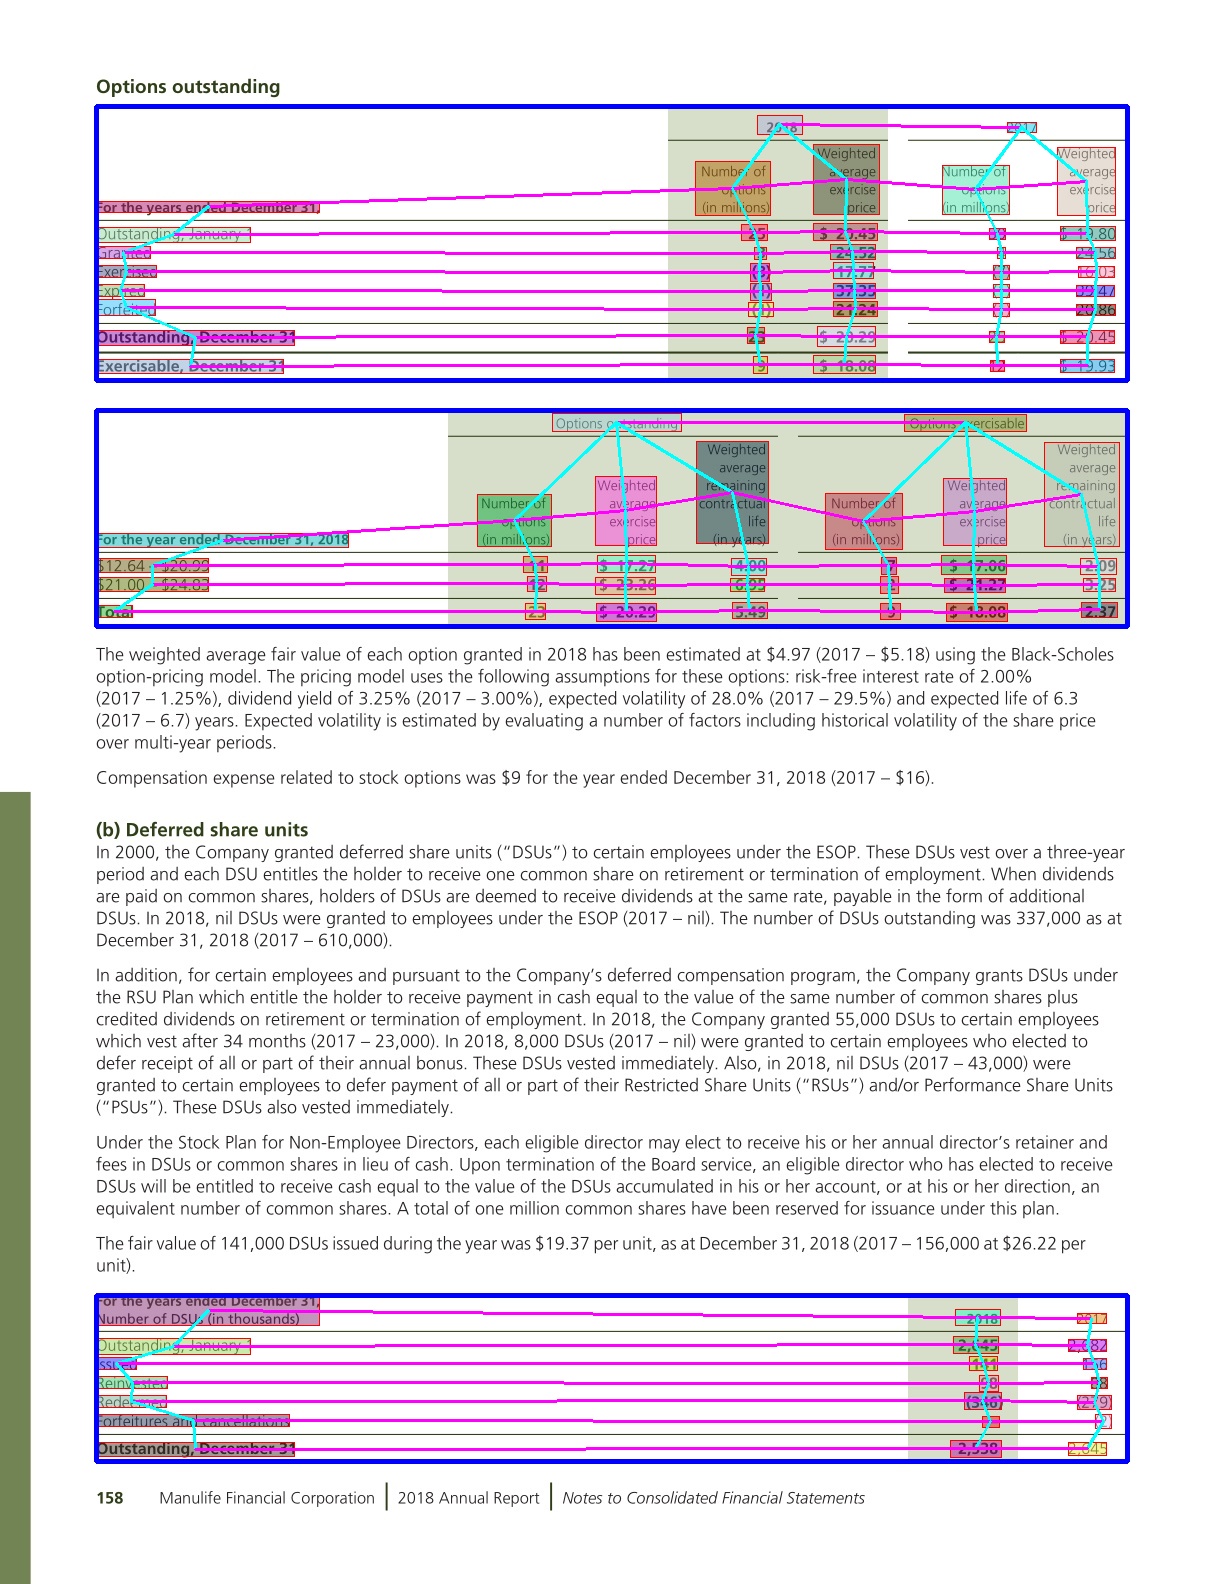 Options outstanding
2018 2017
For the years ended December 31, Number of options (in millions) Weighted average exercise price Number of options (in millions) Weighted average exercise price
Outstanding, January 1 25 $ 20.45 $ 19.80
Granted 24.52 24.56
Exercised 17.77 16.03
Expired 37.35 39.47
Forfeited (1) 21.24 20.86
Outstanding, December 31 23 $ 20.29 $ 20.45
Exercisable, December 31 9 $ 18.08 12 $ 19.93
Options outstanding Options exercisable
For the year ended December 31, 2018 Number of options (in millions) Weighted average exercise price Weighted average remaining contractual life (in years) Number of options (in millions) Weighted average exercise price Weighted average remaining contractual life (in years)
$12.64 – $20.99 11 $ 17.27 4.00 7 $ 17.06 2.09
$21.00 – $24.83 12 $ 23.26 6.95 2 $ 21.27 3.25
Total 23 $ 20.29 5.49 9 $ 18.08 2.37
The weighted average fair value of each option granted in 2018 has been estimated at $4.97 (2017 – $5.18) using the Black-Scholes
option-pricing model. The pricing model uses the following assumptions for these options: risk-free interest rate of 2.00%
(2017 – 1.25%), dividend yield of 3.25% (2017 – 3.00%), expected volatility of 28.0% (2017 – 29.5%) and expected life of 6.3
(2017 – 6.7) years. Expected volatility is estimated by evaluating a number of factors including historical volatility of the share price
over multi-year periods.
Compensation expense related to stock options was $9 for the year ended December 31, 2018 (2017 – $16).
(b) Deferred share units
In 2000, the Company granted deferred share units (“DSUs”) to certain employees under the ESOP. These DSUs vest over a three-year
period and each DSU entitles the holder to receive one common share on retirement or termination of employment. When dividends
are paid on common shares, holders of DSUs are deemed to receive dividends at the same rate, payable in the form of additional
DSUs. In 2018, nil DSUs were granted to employees under the ESOP (2017 – nil). The number of DSUs outstanding was 337,000 as at
December 31, 2018 (2017 – 610,000).
In addition, for certain employees and pursuant to the Company’s deferred compensation program, the Company grants DSUs under
the RSU Plan which entitle the holder to receive payment in cash equal to the value of the same number of common shares plus
credited dividends on retirement or termination of employment. In 2018, the Company granted 55,000 DSUs to certain employees
which vest after 34 months (2017 – 23,000). In 2018, 8,000 DSUs (2017 – nil) were granted to certain employees who elected to
defer receipt of all or part of their annual bonus. These DSUs vested immediately. Also, in 2018, nil DSUs (2017 – 43,000) were
granted to certain employees to defer payment of all or part of their Restricted Share Units (“RSUs”) and/or Performance Share Units
(“PSUs”). These DSUs also vested immediately.
Under the Stock Plan for Non-Employee Directors, each eligible director may elect to receive his or her annual director’s retainer and
fees in DSUs or common shares in lieu of cash. Upon termination of the Board service, an eligible director who has elected to receive
DSUs will be entitled to receive cash equal to the value of the DSUs accumulated in his or her account, or at his or her direction, an
equivalent number of common shares. A total of one million common shares have been reserved for issuance under this plan.
The fair value of 141,000 DSUs issued during the year was $19.37 per unit, as at December 31, 2018 (2017 – 156,000 at $26.22 per
unit).
For the years ended December 31,
Number of DSUs (in thousands) 2018 2017
Outstanding, January 1 2,645 2,682
Issued 141 156
Reinvested 98
Redeemed (346) (279)
Forfeitures and cancellations
Outstanding, December 31 2,538 2,645
158 Manulife Financial Corporation 2018 Annual Report Notes to Consolidated Financial Statements